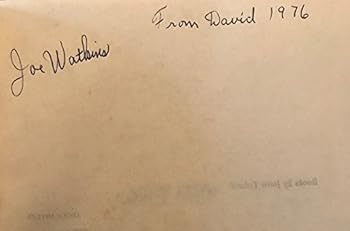 From David 1976
Joe Watkins